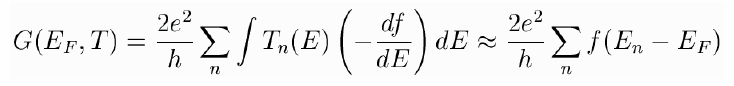 G(E_F, T) = \frac{2e^2}{h} \sum_n \int T_n(E) \left( -\frac{df}{dE} \right) dE \approx \frac{2e^2}{h} \sum_n f(E_n - E_F)